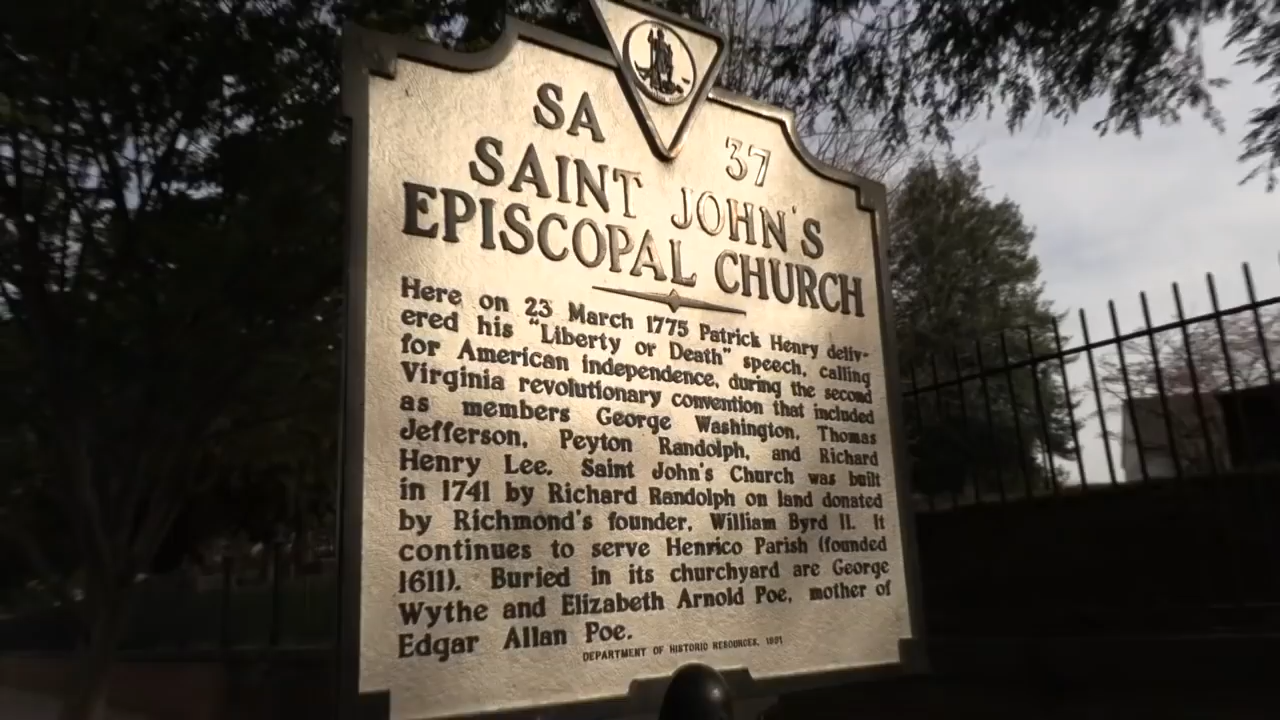 SA 37
SAINT JOHN'S
EPISCOPAL CHURCH
Here on 23 March 1775 Patrick Henry deliv-
ered his "Liberty or Death" speech, calling
for American independence, during the second
Virginia revolutionary convention that included
as members George Washington, Thomas
Jefferson, Peyton Randolph, and Richard
Henry Lee. Saint John's Church was built
in 1741 by Richard Randolph on land donated
by Richmond's founder, William Byrd II. It
continues to serve Henrico Parish (founded
1611). Buried in its churchyard are George
Wythe and Elizabeth Arnold Poe, mother of
Edgar Allan Poe.
DEPARTMENT OF HISTORIC RESOURCES, 1991